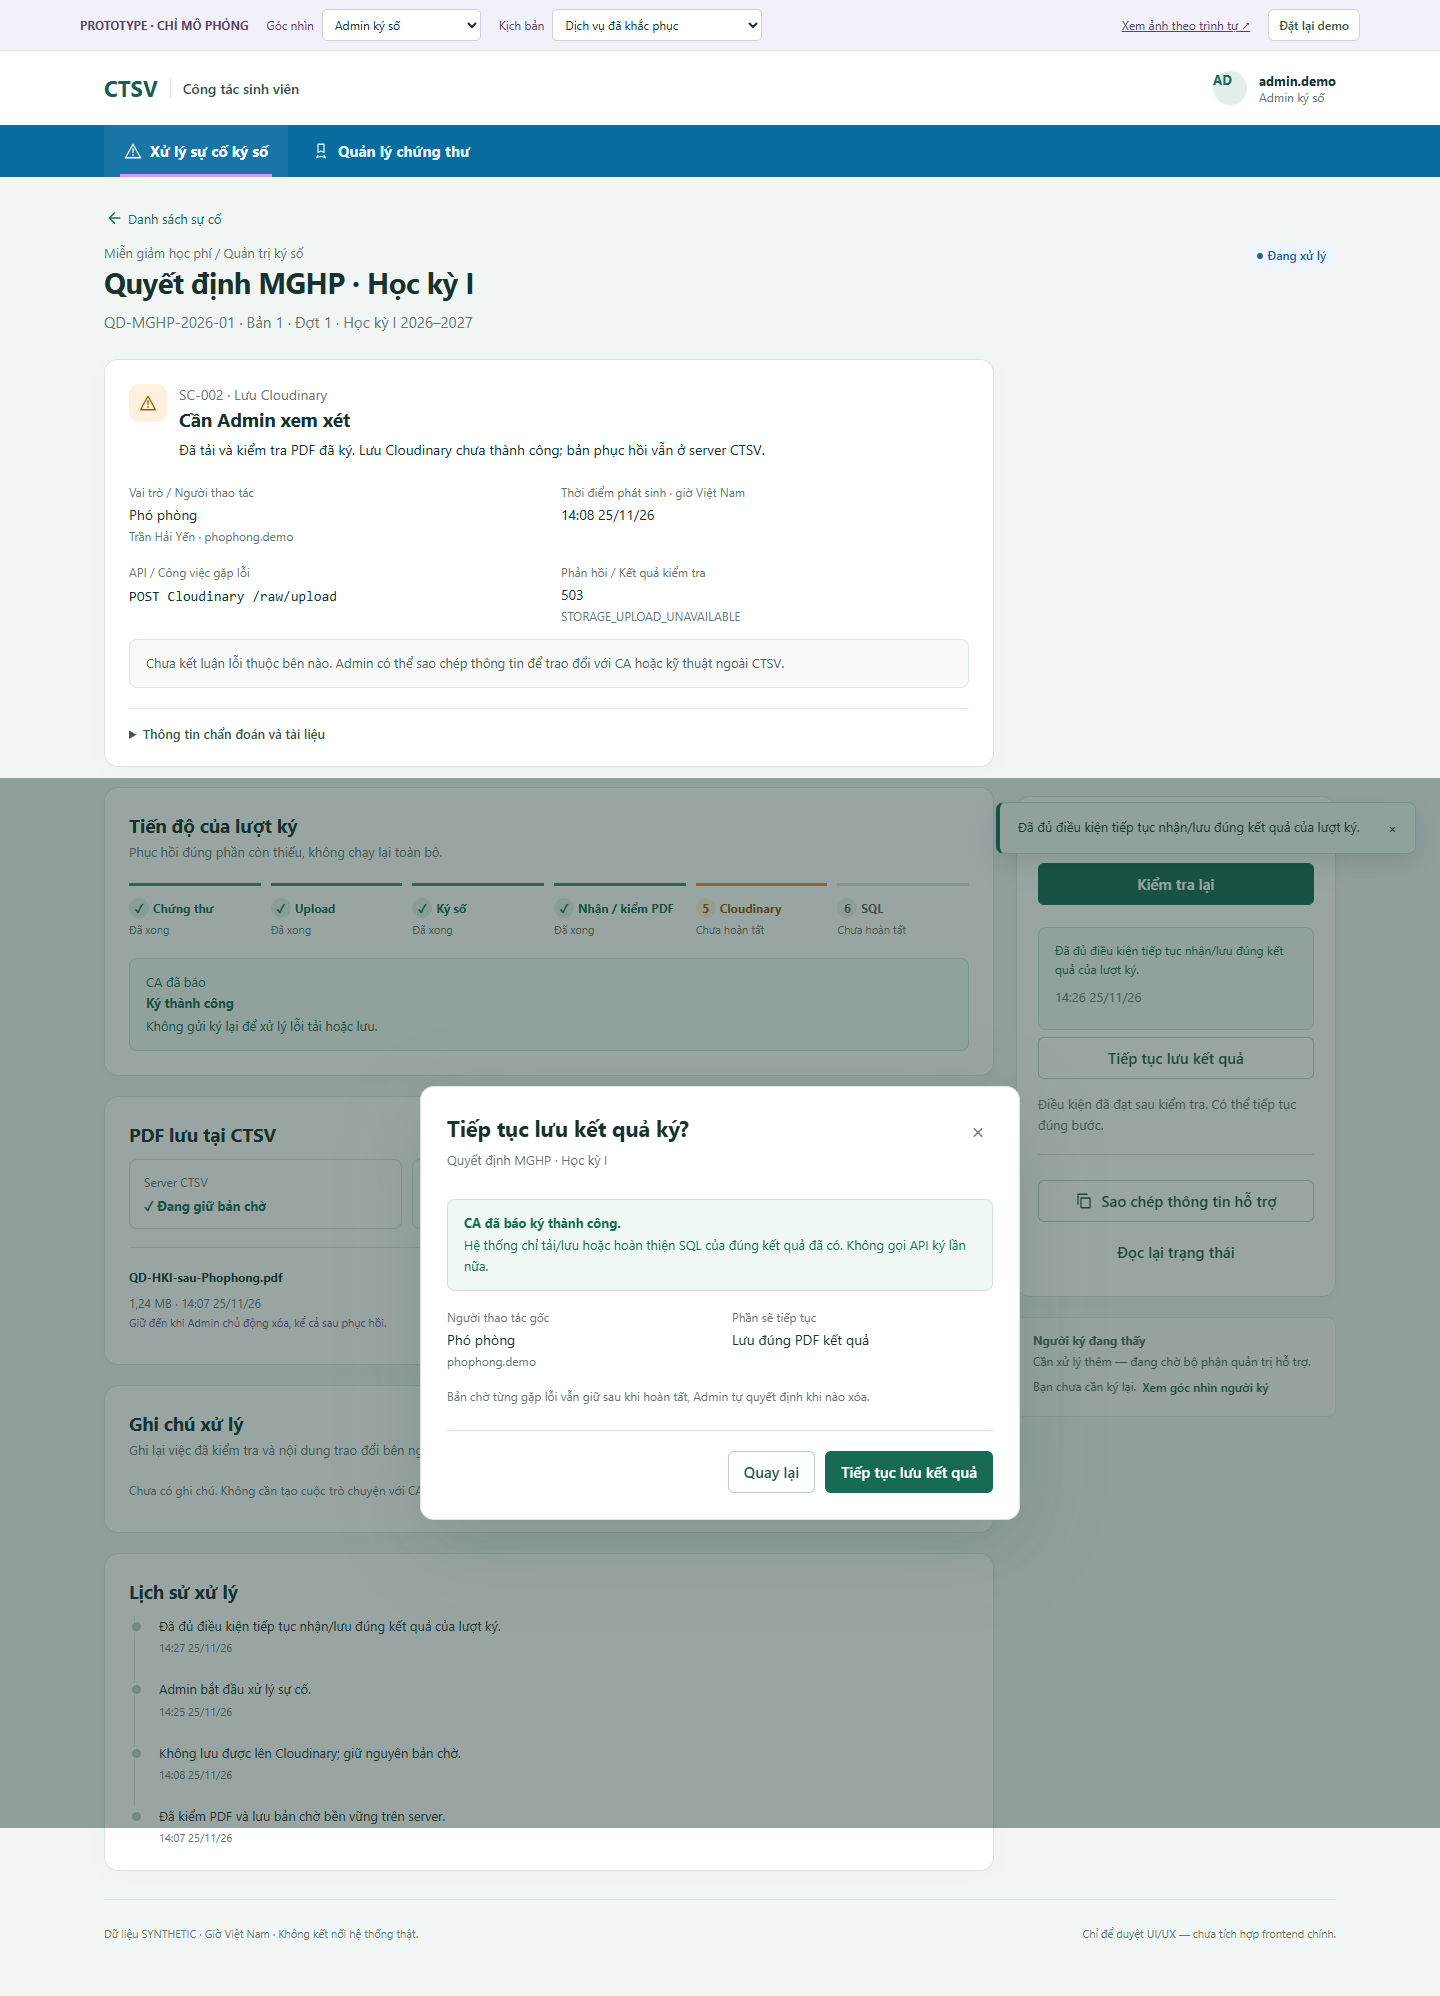 PROTOTYPE · CHỈ MÔ PHỎNG
Góc nhìn
Admin ký số
Kịch bản
Dịch vụ đã khắc phục
Xem ảnh theo trình tự ↗
Đặt lại demo
CTSV
Công tác sinh viên
AD
admin.demo
Admin ký số
Xử lý sự cố ký số
Quản lý chứng thư
← Danh sách sự cố
Miễn giảm học phí / Quản trị ký số
Đang xử lý
Quyết định MGHP · Học kỳ I
QD-MGHP-2026-01 · Bản 1 · Đợt 1 · Học kỳ I 2026–2027
SC-002 · Lưu Cloudinary
Cần Admin xem xét
Đã tải và kiểm tra PDF đã ký. Lưu Cloudinary chưa thành công; bản phục hồi vẫn ở server CTSV.
Vai trò / Người thao tác
Phó phòng
Trần Hải Yến · phophong.demo
Thời điểm phát sinh · giờ Việt Nam
14:08 25/11/26
API / Công việc gặp lỗi
POST Cloudinary /raw/upload
Phản hồi / Kết quả kiểm tra
503
STORAGE_UPLOAD_UNAVAILABLE
Chưa kết luận lỗi thuộc bên nào. Admin có thể sao chép thông tin để trao đổi với CA hoặc kỹ thuật ngoài CTSV.
Thông tin chẩn đoán và tài liệu
Tiến độ của lượt ký
Phục hồi đúng phần còn thiếu, không chạy lại toàn bộ.
✓ Chứng thư
Đã xong
✓ Upload
Đã xong
✓ Ký số
Đã xong
✓ Nhận / kiểm PDF
Đã xong
5 Cloudinary
Chưa hoàn tất
6 SQL
Chưa hoàn tất
CA đã báo
Ký thành công
Không gửi ký lại để xử lý lỗi tải hoặc lưu.
Đã đủ điều kiện tiếp tục nhận/lưu đúng kết quả của lượt ký.
×
Kiểm tra lại
Đã đủ điều kiện tiếp tục nhận/lưu đúng kết
quả của lượt ký.
14:26 25/11/26
Tiếp tục lưu kết quả
Điều kiện đã đạt sau kiểm tra. Có thể tiếp tục
đúng bước.
Sao chép thông tin hỗ trợ
Đọc lại trạng thái
Người ký đang thấy
Cần xử lý thêm — đang chờ bộ phận quản trị hỗ trợ.
Bạn chưa cần ký lại. Xem góc nhìn người ký
PDF lưu tại CTSV
Server CTSV
✓ Đang giữ bản chờ
QD-HKI-sau-Phophong.pdf
1,24 MB · 14:07 25/11/26
Giữ đến khi Admin chủ động xóa, kể cả sau phục hồi.
Tiếp tục lưu kết quả ký?
×
Quyết định MGHP · Học kỳ I
CA đã báo ký thành công.
Hệ thống chỉ tải/lưu hoặc hoàn thiện SQL của đúng kết quả đã có. Không gọi API ký lần
nữa.
Người thao tác gốc
Phó phòng
phophong.demo
Phần sẽ tiếp tục
Lưu đúng PDF kết quả
Bản chờ từng gặp lỗi vẫn giữ sau khi hoàn tất, Admin tự quyết định khi nào xóa.
Quay lại
Tiếp tục lưu kết quả
Ghi chú xử lý
Ghi lại việc đã kiểm tra và nội dung trao đổi bên
Chưa có ghi chú. Không cần tạo cuộc trò chuyện với
Lịch sử xử lý
Đã đủ điều kiện tiếp tục nhận/lưu đúng kết quả của lượt ký.
14:27 25/11/26
Admin bắt đầu xử lý sự cố.
14:25 25/11/26
Không lưu được lên Cloudinary; giữ nguyên bản chờ.
14:08 25/11/26
Đã kiểm PDF và lưu bản chờ bền vững trên server.
14:07 25/11/26
Dữ liệu SYNTHETIC · Giờ Việt Nam · Không kết nối hệ thống thật.
Chỉ để duyệt UI/UX — chưa tích hợp frontend chính.